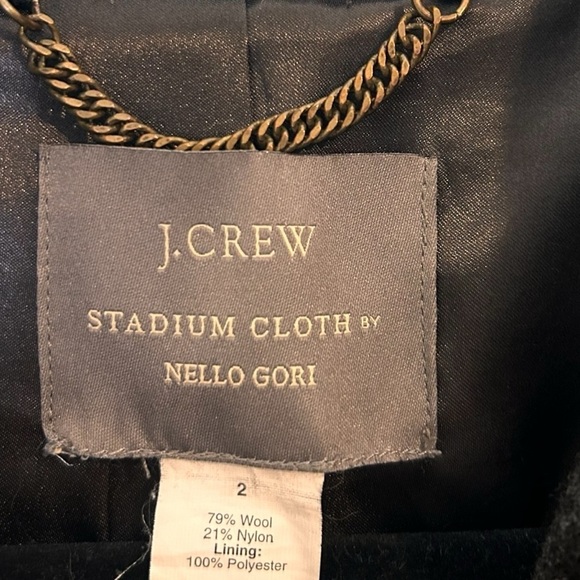 J.CREW
STADIUM CLOTH BY
NELLO GORI
2
79% Wool
21% Nylon
Lining:
100% Polyester